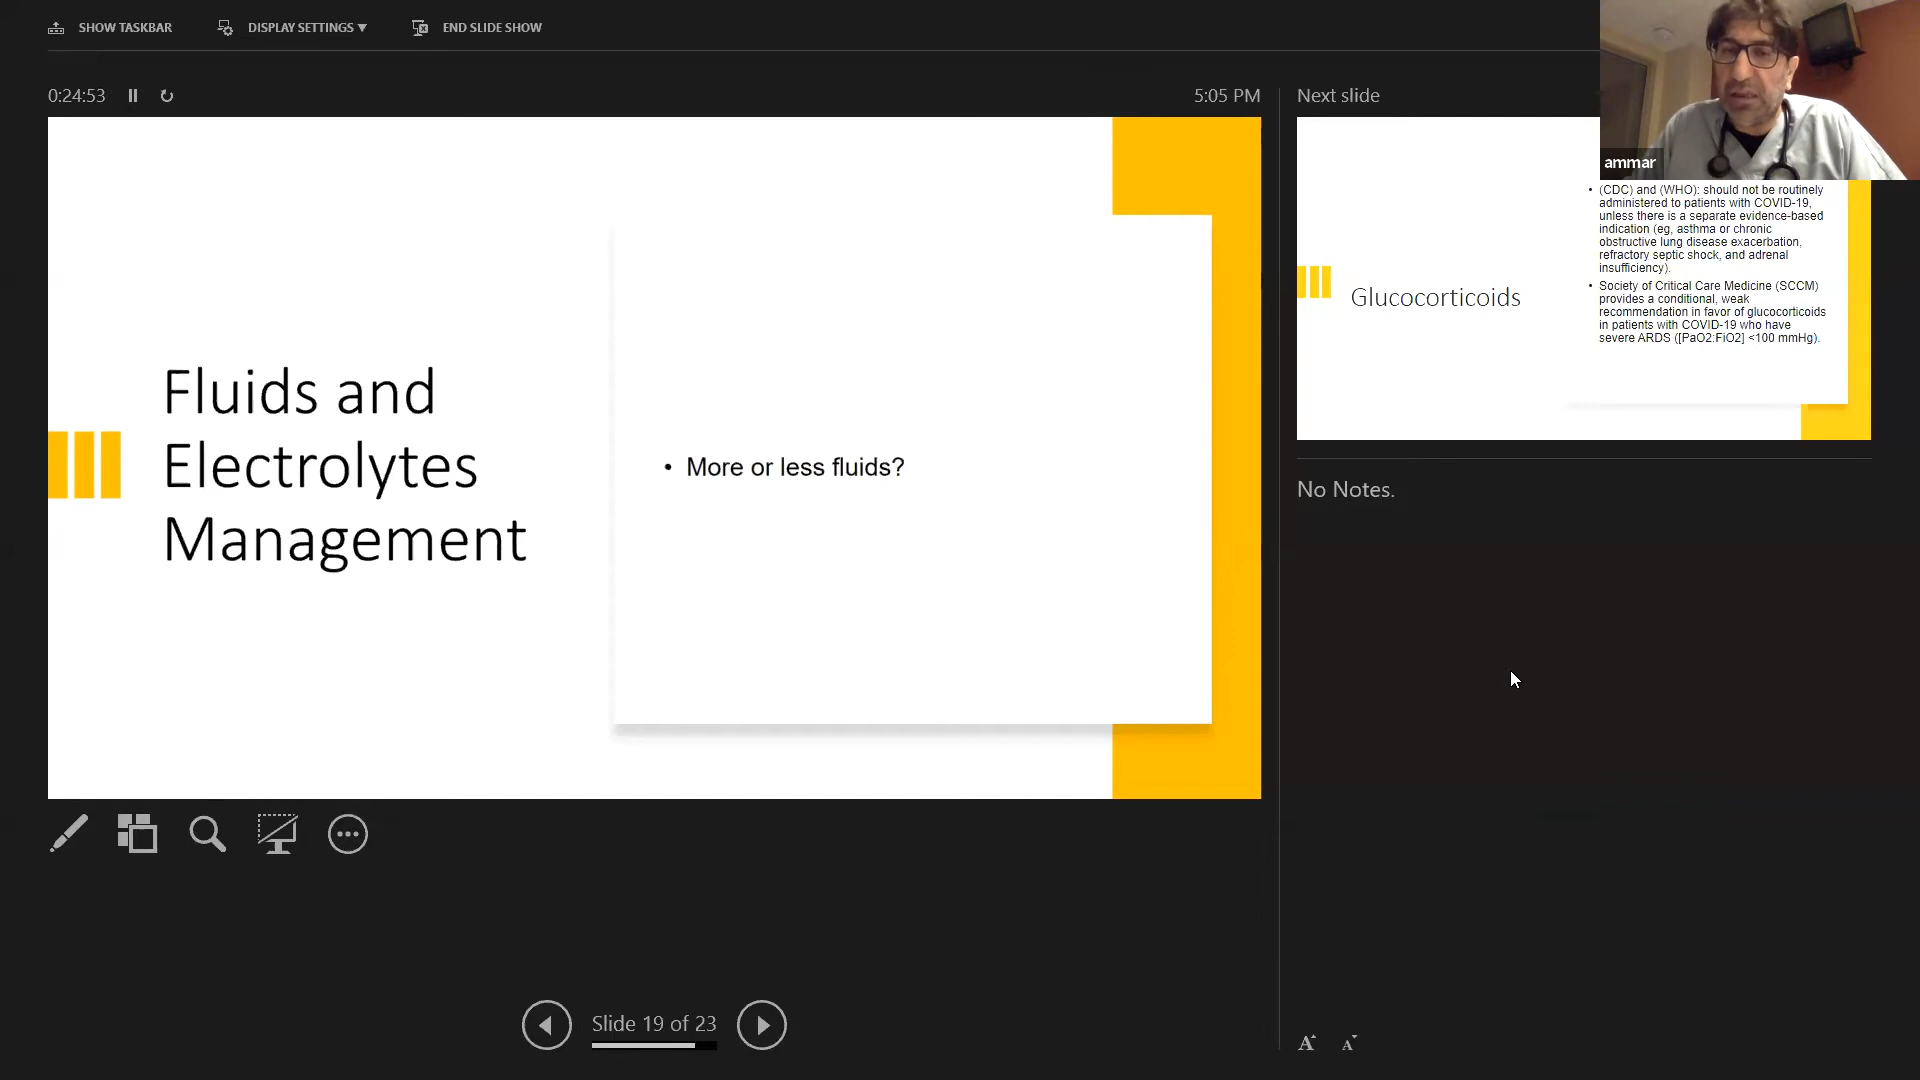 SHOW TASKBAR
DISPLAY SETTINGS
END SLIDE SHOW
0:24:53
5:05 PM
Next slide
ammar
Fluids and
Electrolytes
Management
• More or less fluids?
Glucocorticoids
• (CDC) and (WHO): should not be routinely
administered to patients with COVID-19,
unless there is a separate evidence-based
indication (eg, asthma or chronic
obstructive lung disease exacerbation,
refractory septic shock, and adrenal
insufficiency).
• Society of Critical Care Medicine (SCCM)
provides a conditional, weak
recommendation in favor of glucocorticoids
in patients with COVID-19 who have
severe ARDS ([PaO2:FiO2] <100 mmHg).
No Notes.
Slide 19 of 23
A A